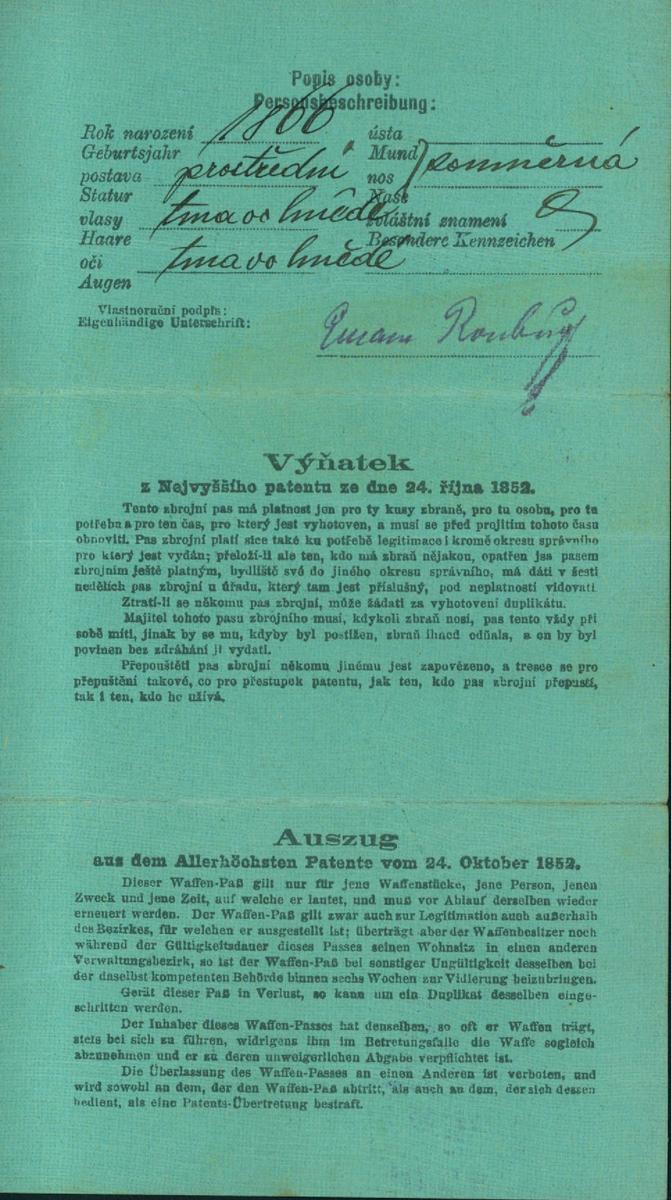 Popis osoby:
Personsbeschreibung:
Rok narození 1866 ústa
Geburtsjahr Mund souměrná
postava prostřední nos
Statur Nase
vlasy tmavohnědé zvláštní znamení
Haare Besondere Kennzeichen
oči tmavohnědé
Augen
Vlastnoruční podpis:
Eigenhändige Unterschrift:
Výňatek
z Nejvyššího patentu ze dne 24. října 1852.
Tento zbrojní pas má platnost jen pro ty kusy zbraně, pro tu osobu, pro tu
potřebu a pro ten čas, pro který jest vyhotoven, a musí se před projitím tohoto času
obnoviti. Pas zbrojní platí sice také ku potřebě legitimace i kromě okresu správního
pro který jest vydán; přeloží-li ale ten, kdo má zbraň nějakou, opatřen jsa pasem
zbrojním ještě platným, bydliště své do jiného okresu správního, má dáti v šesti
nedělích pas zbrojní u úřadu, který tam jest příslušný, pod neplatností vidovati.
Ztratí-li se někomu pas zbrojní, může žádati za vyhotovení duplikátu.
Majitel tohoto pasu zbrojního musí, kdykoli zbraň nosí, pas tento vždy při
sobě míti, jinak by se mu, kdyby byl postižen, zbraň ihned odňala, a on by byl
povinen bez zdráhání ji vydati.
Přepouštěti pas zbrojní někomu jinému jest zapovězeno, a tresce se pro
přepuštění takové, co pro přestupek patentu, jak ten, kdo pas zbrojní přepustí,
tak i ten, kdo ho užívá.
Auszug
aus dem Allerhöchsten Patente vom 24. Oktober 1852.
Dieser Waffen-Paß gilt nur für jene Waffenstücke, jene Person, jenen
Zweck und jene Zeit, auf welche er lautet, und muß vor Ablauf derselben wieder
erneuert werden. Der Waffen-Paß gilt zwar auch zur Legitimation auch außerhalb
des Bezirkes, für welchen er ausgestellt ist; überträgt aber der Waffenbesitzer noch
während der Gültigkeitsdauer dieses Passes seinen Wohnsitz in einen anderen
Verwaltungsbezirk, so ist der Waffen-Paß bei sonstiger Ungültigkeit desselben bei
der daselbst kompetenten Behörde binnen sechs Wochen zur Vidierung beizubringen.
Gerät dieser Paß in Verlust, so kann um ein Duplikat desselben einge-
schritten werden.
Der Inhaber dieses Waffen-Passes hat denselben, so oft er Waffen trägt,
stets bei sich zu führen, widrigens ihm im Betretungsfalle die Waffe sogleich
abzunehmen und er zu deren unweigerlichen Abgabe verpflichtet ist.
Die Überlassung des Waffen-Passes an einen Anderen ist verboten, und
wird sowohl an dem, der den Waffen-Paß abtritt, als auch an dem, der sich dessen
bedient, als eine Patents-Übertretung bestraft.